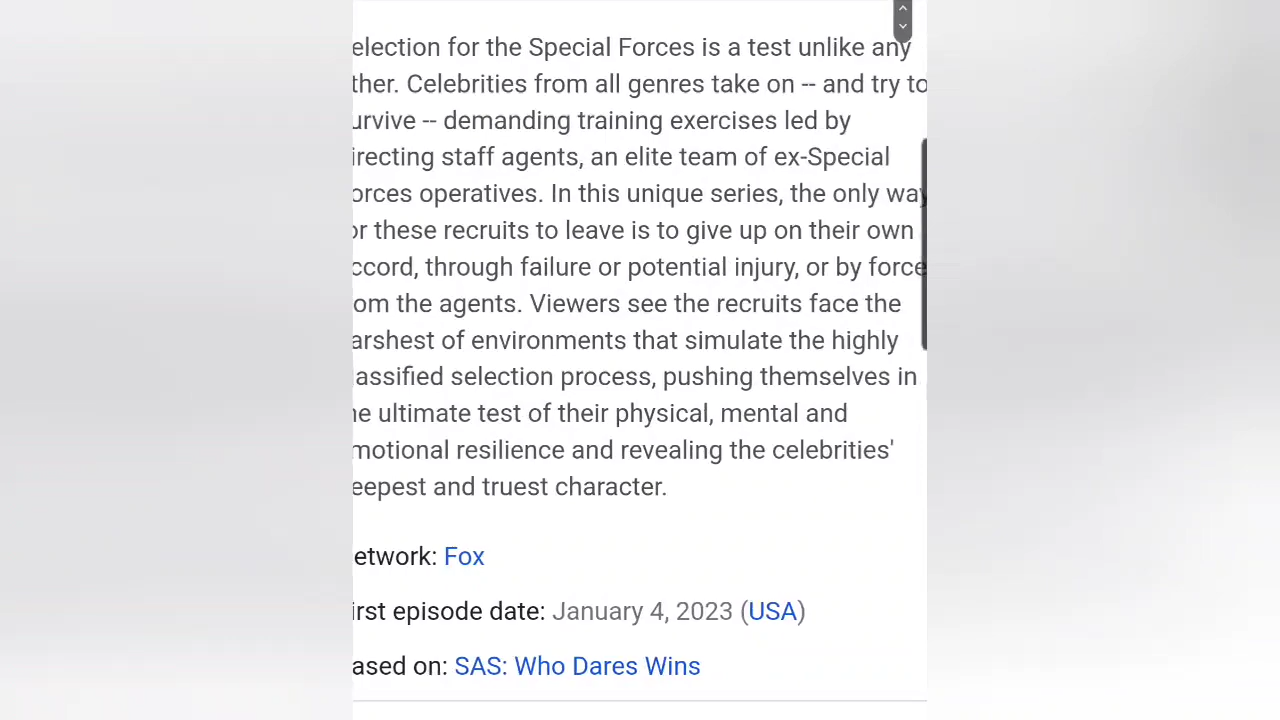 election for the Special Forces is a test unlike any
ther. Celebrities from all genres take on -- and try to
urvive -- demanding training exercises led by
irecting staff agents, an elite team of ex-Special
orces operatives. In this unique series, the only way
or these recruits to leave is to give up on their own
ccord, through failure or potential injury, or by force
om the agents. Viewers see the recruits face the
arshest of environments that simulate the highly
lassified selection process, pushing themselves in
he ultimate test of their physical, mental and
motional resilience and revealing the celebrities'
eepest and truest character.
etwork: Fox
irst episode date: January 4, 2023 (USA)
ased on: SAS: Who Dares Wins